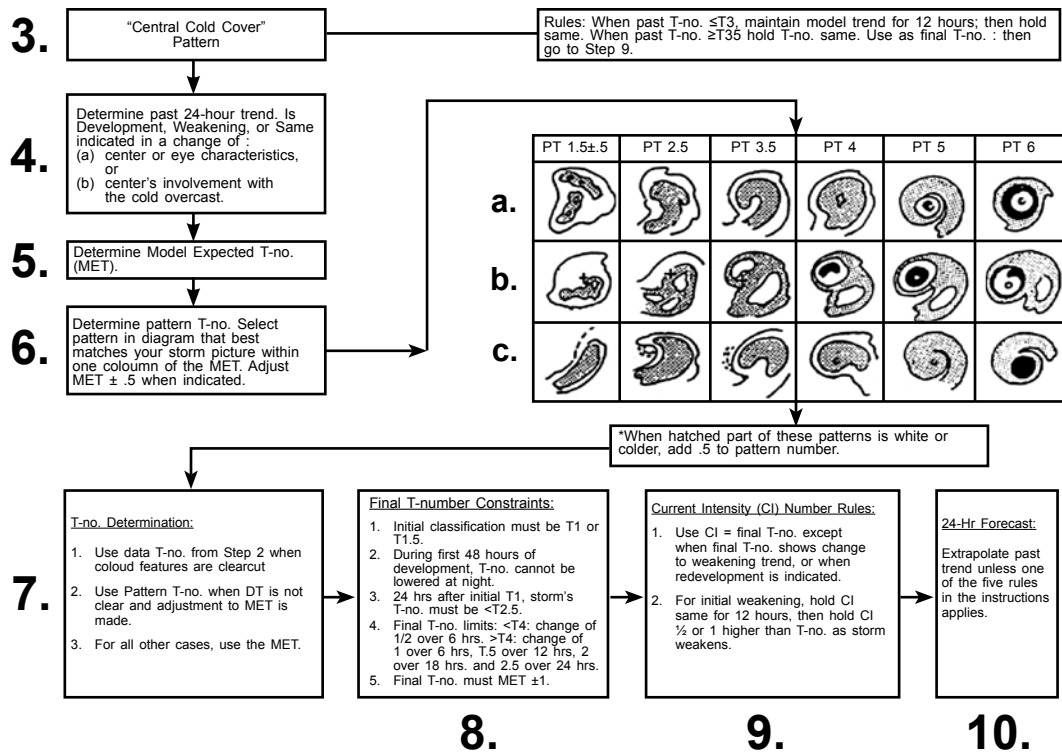 3.
“Central Cold Cover”
Pattern
Rules: When past T-no. ≤T3, maintain model trend for 12 hours; then hold
same. When past T-no. ≥T35 hold T-no. same. Use as final T-no. : then
go to Step 9.
4.
Determine past 24-hour trend. Is
Development, Weakening, or Same
indicated in a change of :
(a) center or eye characteristics,
or
(b) center's involvement with
the cold overcast.
5.
Determine Model Expected T-no.
(MET).
6.
Determine pattern T-no. Select
pattern in diagram that best
matches your storm picture within
one coloumn of the MET. Adjust
MET ± .5 when indicated.
PT 1.5±.5 PT 2.5 PT 3.5 PT 4 PT 5 PT 6
a.
b.
c.
*When hatched part of these patterns is white or
colder, add .5 to pattern number.
7.
T-no. Determination:
1. Use data T-no. from Step 2 when
coloud features are clearcut
2. Use Pattern T-no. when DT is not
clear and adjustment to MET is
made.
3. For all other cases, use the MET.
Final T-number Constraints:
1. Initial classification must be T1 or
T1.5.
2. During first 48 hours of
development, T-no. cannot be
lowered at night.
3. 24 hrs after initial T1, storm's
T-no. must be <T2.5.
4. Final T-no. limits: <T4: change of
1/2 over 6 hrs. >T4: change of
1 over 6 hrs, T.5 over 12 hrs, 2
over 18 hrs. and 2.5 over 24 hrs.
5. Final T-no. must MET ±1.
8.
Current Intensity (CI) Number Rules:
1. Use CI = final T-no. except
when final T-no. shows change
to weakening trend, or when
redevelopment is indicated.
2. For initial weakening, hold CI
same for 12 hours, then hold CI
½ or 1 higher than T-no. as storm
weakens.
9.
24-Hr Forecast:
Extrapolate past
trend unless one
of the five rules
in the instructions
applies.
10.